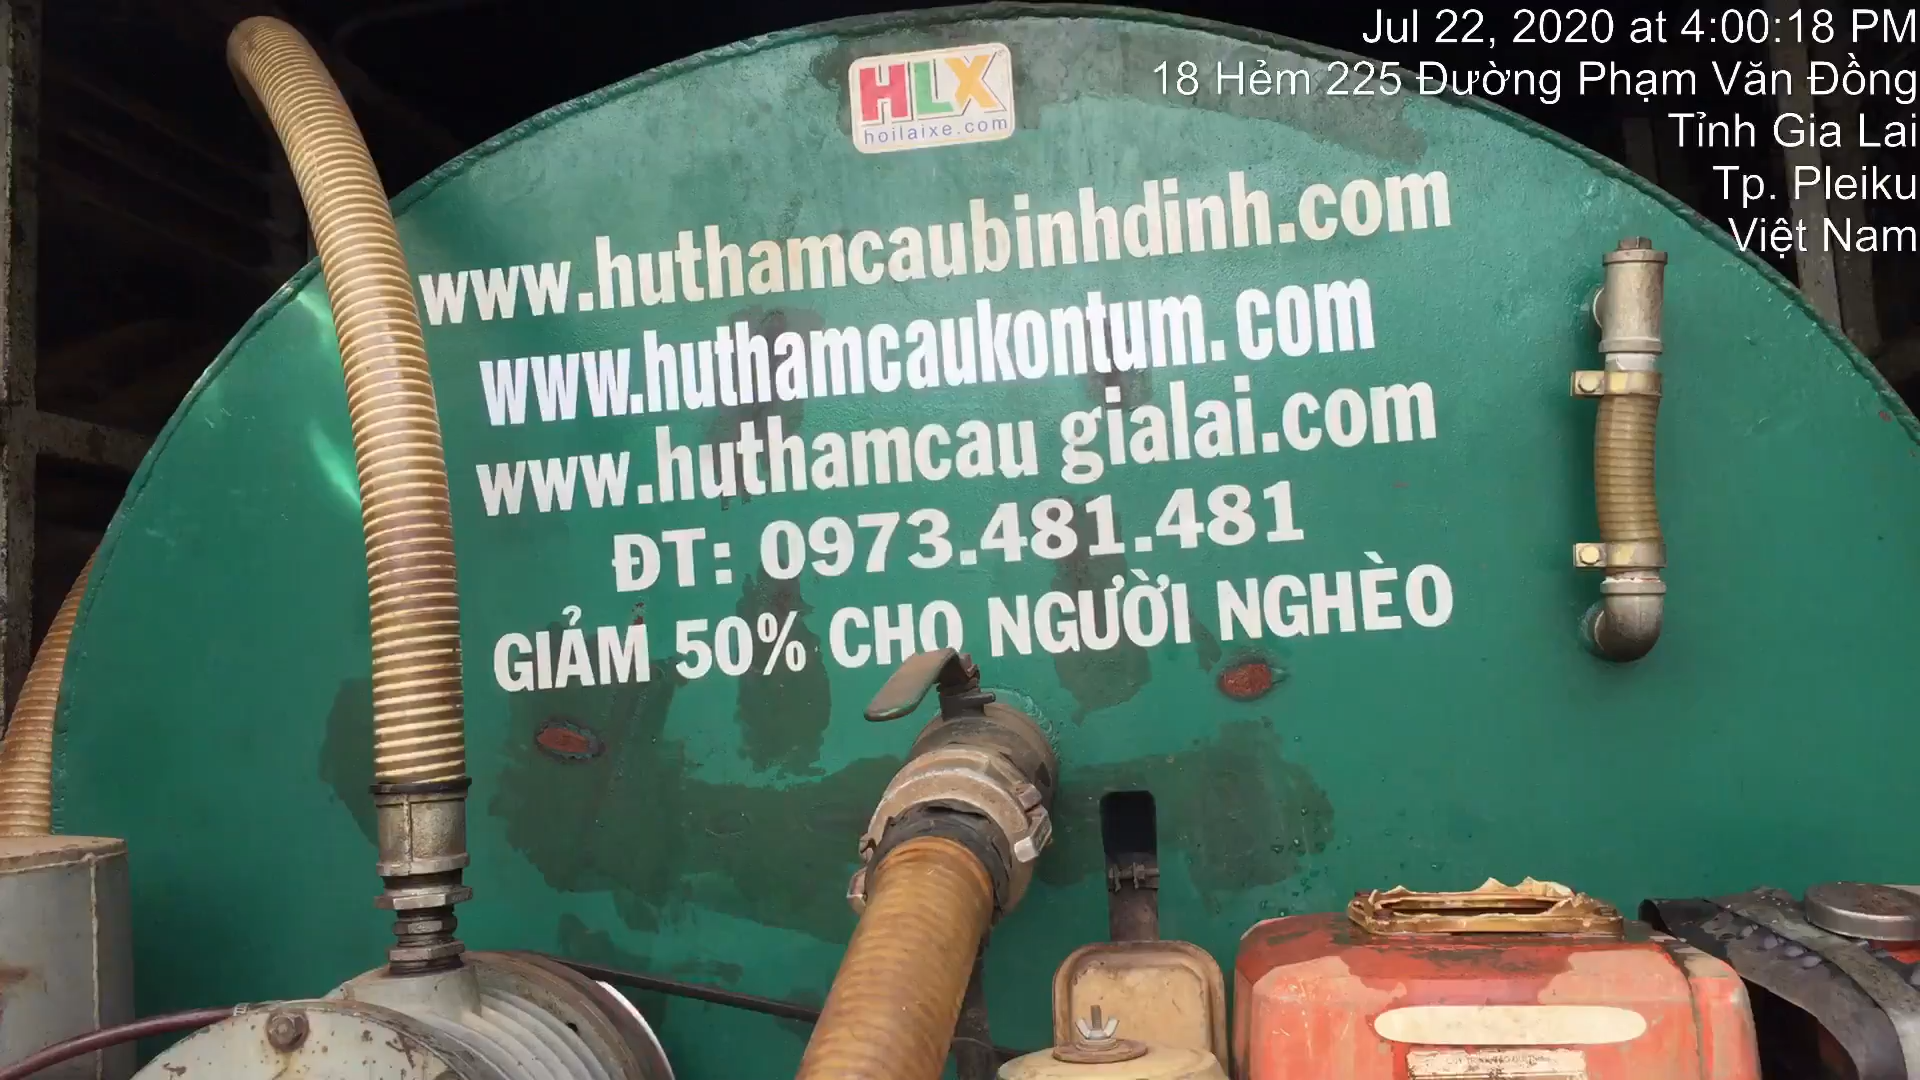 Jul 22, 2020 at 4:00:18 PM
18 Hẻm 225 Đường Phạm Văn Đồng
Tỉnh Gia Lai
Tp. Pleiku
Việt Nam
HLX
hoilaixe.com
www.huthamcaubinhdinh.com
www.huthamcaukontum.com
www.huthamcau gialai.com
ĐT: 0973.481.481
GIẢM 50% CHO NGƯỜI NGHÈO